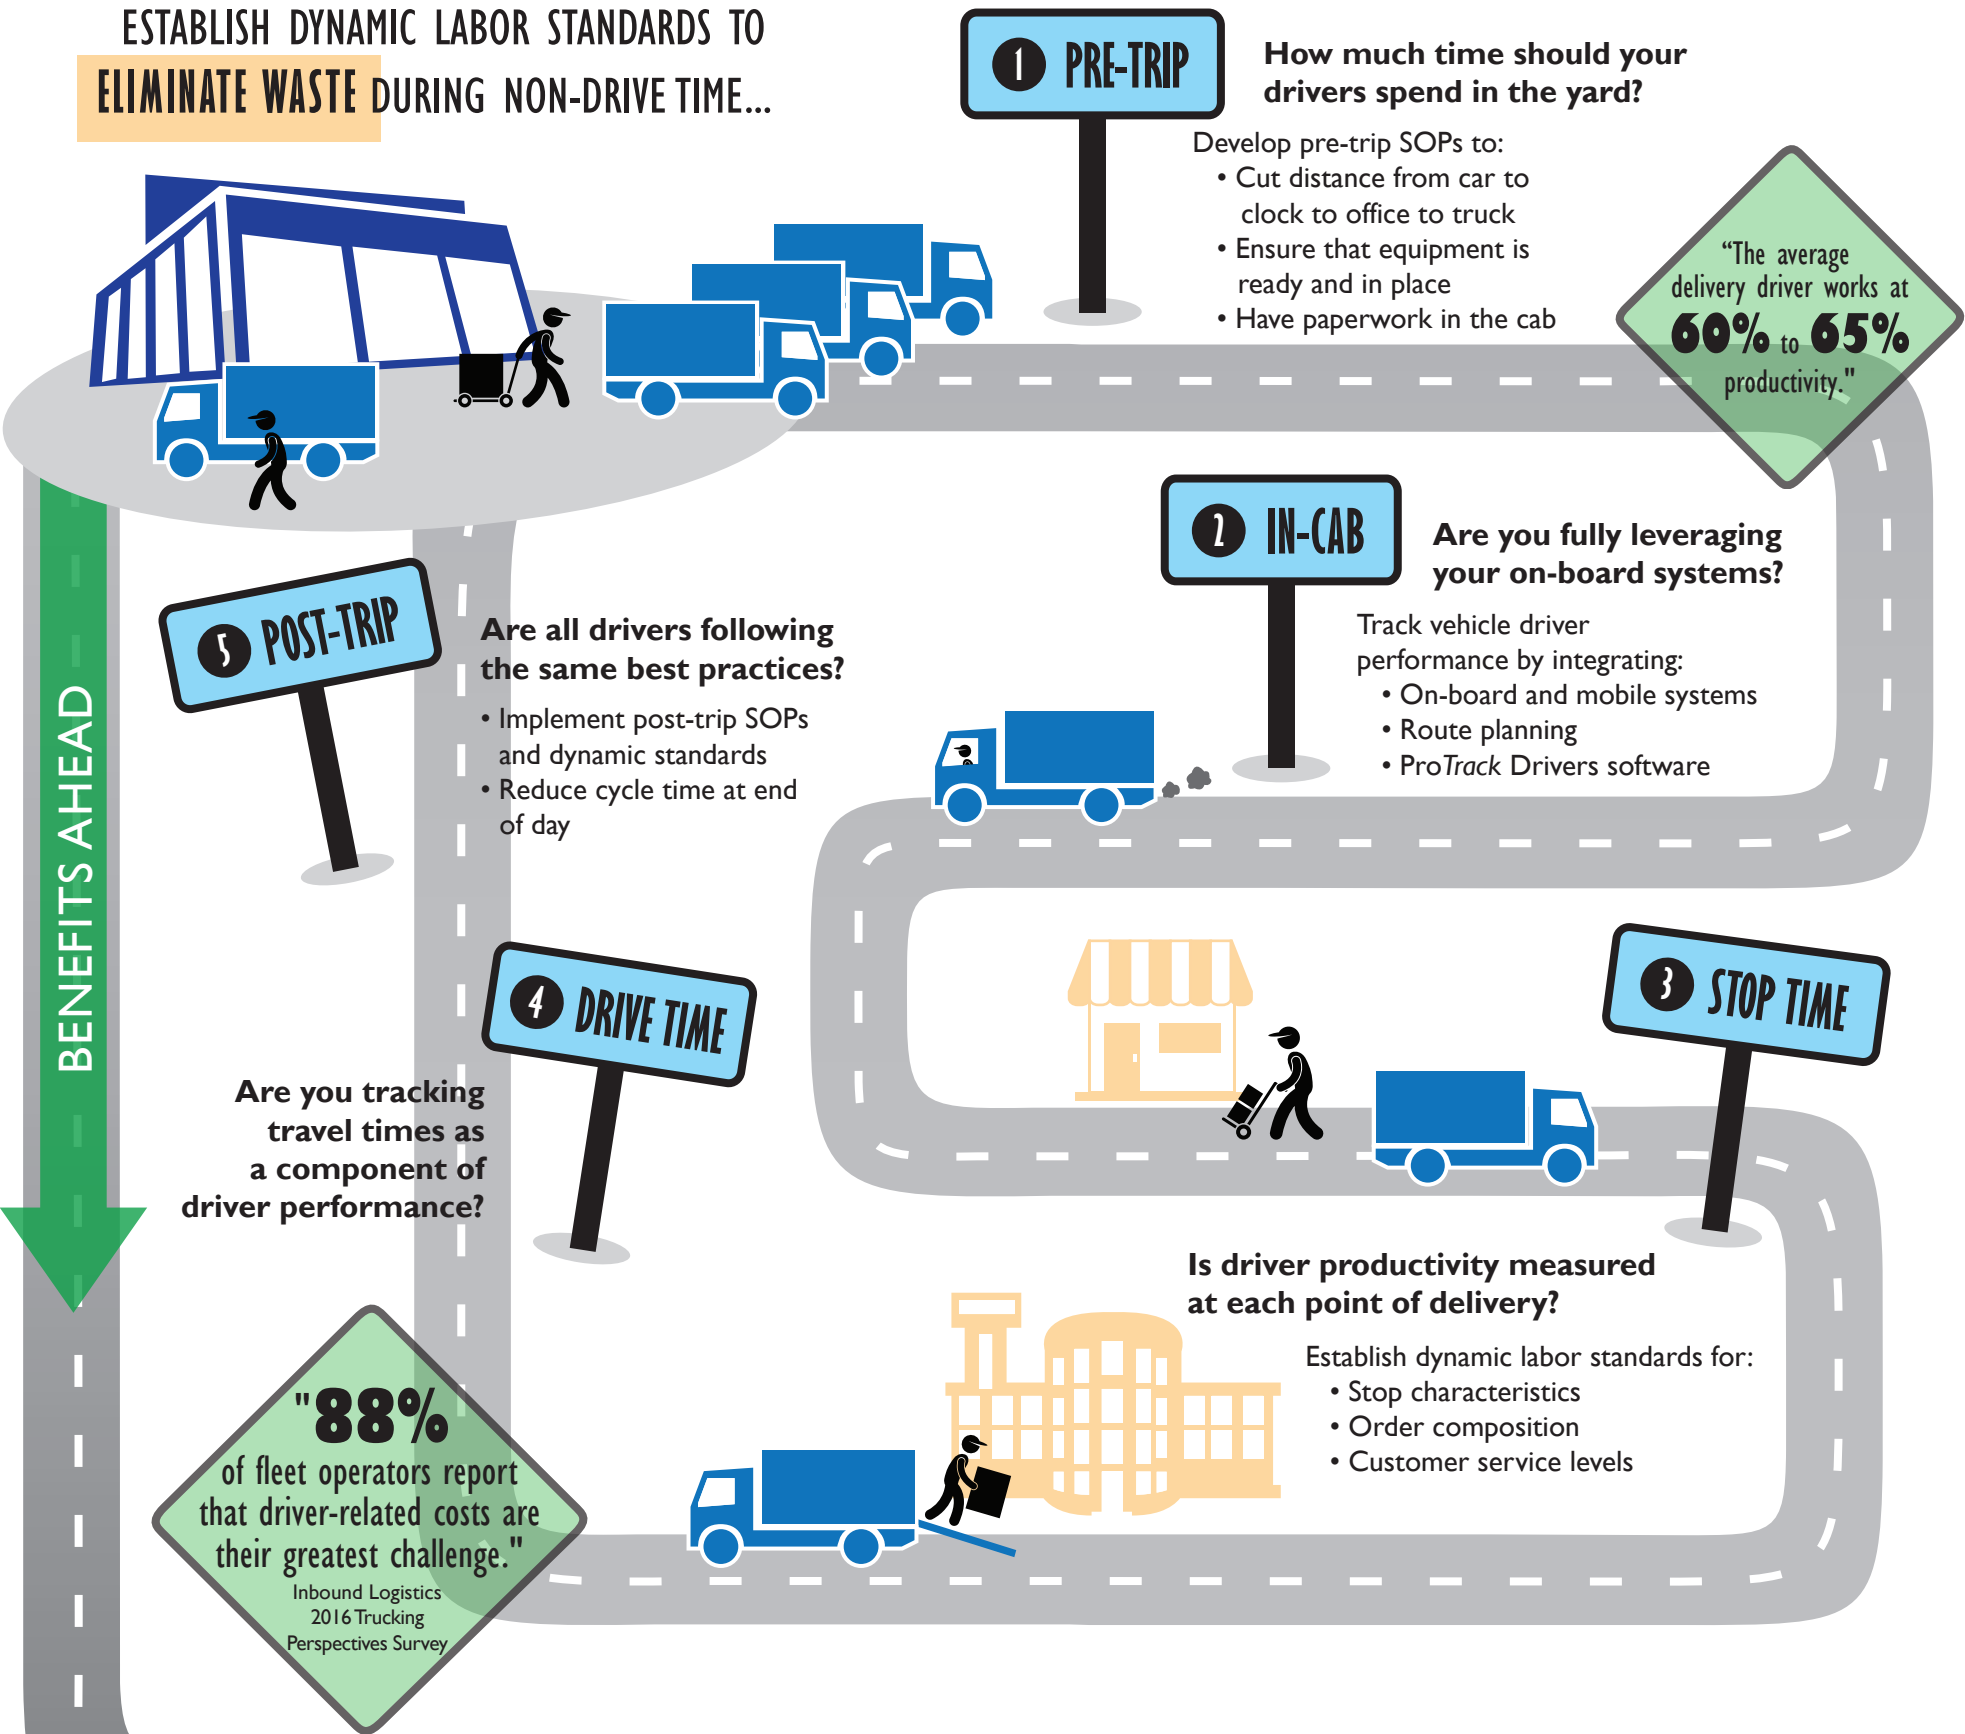 ESTABLISH DYNAMIC LABOR STANDARDS TO
ELIMINATE WASTE DURING NON-DRIVE TIME...
1 PRE-TRIP
How much time should your
drivers spend in the yard?
Develop pre-trip SOPs to:
• Cut distance from car to
clock to office to truck
• Ensure that equipment is
ready and in place
• Have paperwork in the cab
“The average
delivery driver works at
60% to 65%
productivity."
2 IN-CAB
Are you fully leveraging
your on-board systems?
Track vehicle driver
performance by integrating:
• On-board and mobile systems
• Route planning
• ProTrack Drivers software
3 STOP TIME
Is driver productivity measured
at each point of delivery?
Establish dynamic labor standards for:
• Stop characteristics
• Order composition
• Customer service levels
4 DRIVE TIME
Are you tracking
travel times as
a component of
driver performance?
5 POST-TRIP
Are all drivers following
the same best practices?
• Implement post-trip SOPs
and dynamic standards
• Reduce cycle time at end
of day
BENEFITS AHEAD
"88%
of fleet operators report
that driver-related costs are
their greatest challenge."
Inbound Logistics
2016 Trucking
Perspectives Survey